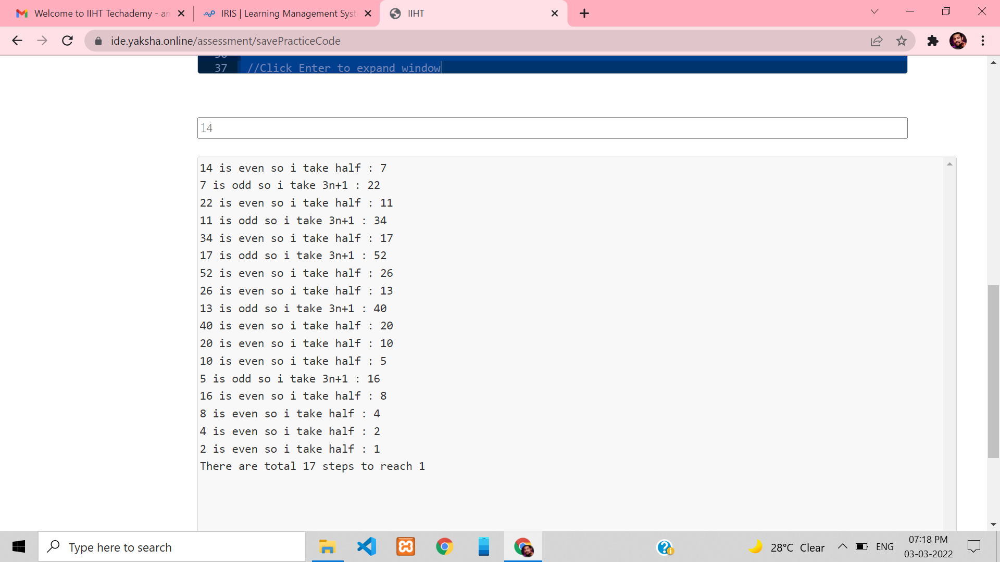 Welcome to IIHT Techademy - an
IRIS | Learning Management Syst
IIHT
ide.yaksha.online/assessment/savePracticeCode
37 //Click Enter to expand window
14
14 is even so i take half : 7
7 is odd so i take 3n+1 : 22
22 is even so i take half : 11
11 is odd so i take 3n+1 : 34
34 is even so i take half : 17
17 is odd so i take 3n+1 : 52
52 is even so i take half : 26
26 is even so i take half : 13
13 is odd so i take 3n+1 : 40
40 is even so i take half : 20
20 is even so i take half : 10
10 is even so i take half : 5
5 is odd so i take 3n+1 : 16
16 is even so i take half : 8
8 is even so i take half : 4
4 is even so i take half : 2
2 is even so i take half : 1
There are total 17 steps to reach 1
Type here to search
28°C Clear
ENG
07:18 PM
03-03-2022